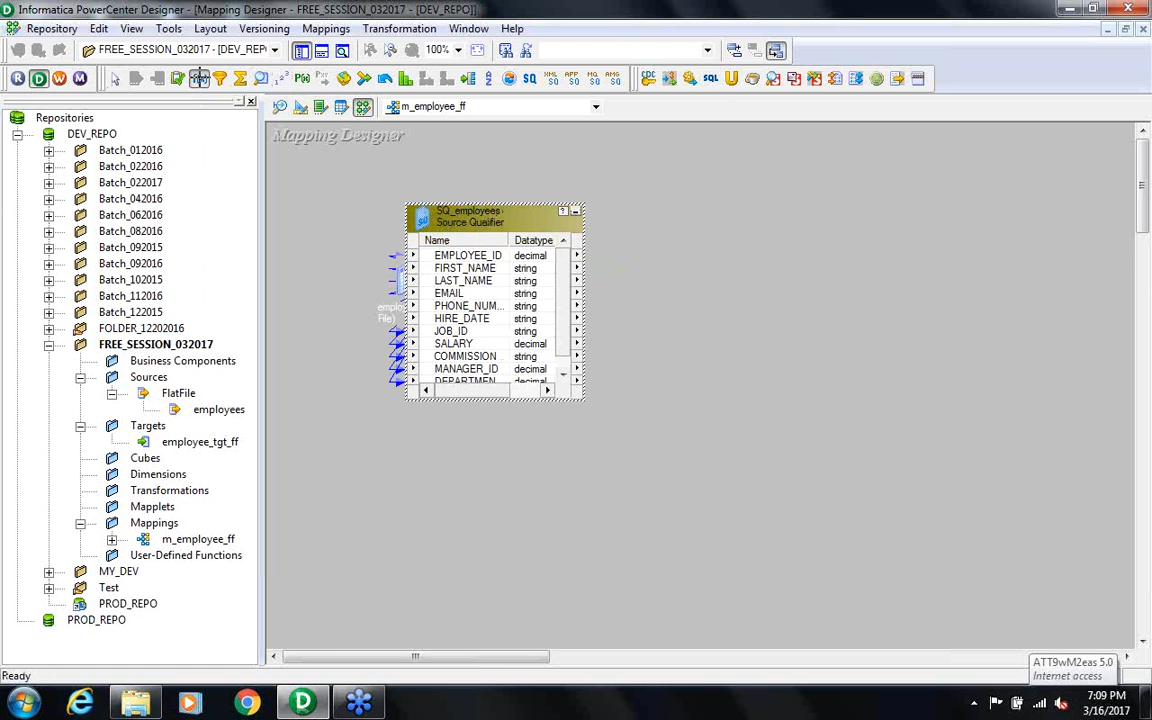 Informatica PowerCenter Designer - [Mapping Designer - FREE_SESSION_032017 - [DEV_REPO]]
Repository Edit View Tools Layout Versioning Mappings Transformation Window Help
FREE_SESSION_032017 - [DEV_REP( 100%
R D W M
m_employee_ff
Repositories
DEV_REPO
Batch_012016
Batch_022016
Batch_022017
Batch_042016
Batch_062016
Batch_082016
Batch_092015
Batch_092016
Batch_102015
Batch_112016
Batch_122015
FOLDER_12202016
FREE_SESSION_032017
Business Components
Sources
FlatFile
employees
Targets
employee_tgt_ff
Cubes
Dimensions
Transformations
Mapplets
Mappings
m_employee_ff
User-Defined Functions
MY_DEV
Test
PROD_REPO
PROD_REPO
Mapping Designer
SQ_employees
Source Qualifier
Name Datatype
EMPLOYEE_ID decimal
FIRST_NAME string
LAST_NAME string
EMAIL string
PHONE_NUM... string
HIRE_DATE string
JOB_ID string
SALARY decimal
COMMISSION string
MANAGER_ID decimal
DEPARTMEN decimal
emplo
File)
Ready
ATT9wM2eas 5.0
Internet access
7:09 PM
3/16/2017